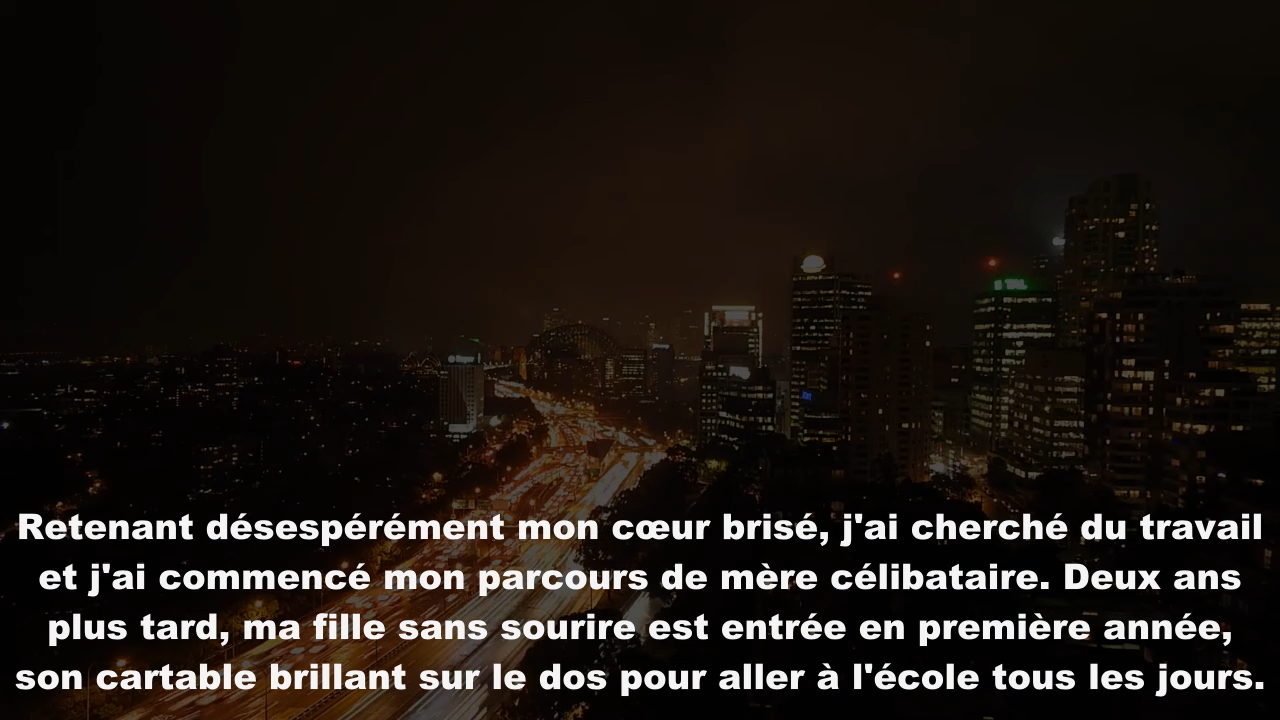 Retenant désespérément mon cœur brisé, j'ai cherché du travail
et j'ai commencé mon parcours de mère célibataire. Deux ans
plus tard, ma fille sans sourire est entrée en première année,
son cartable brillant sur le dos pour aller à l'école tous les jours.